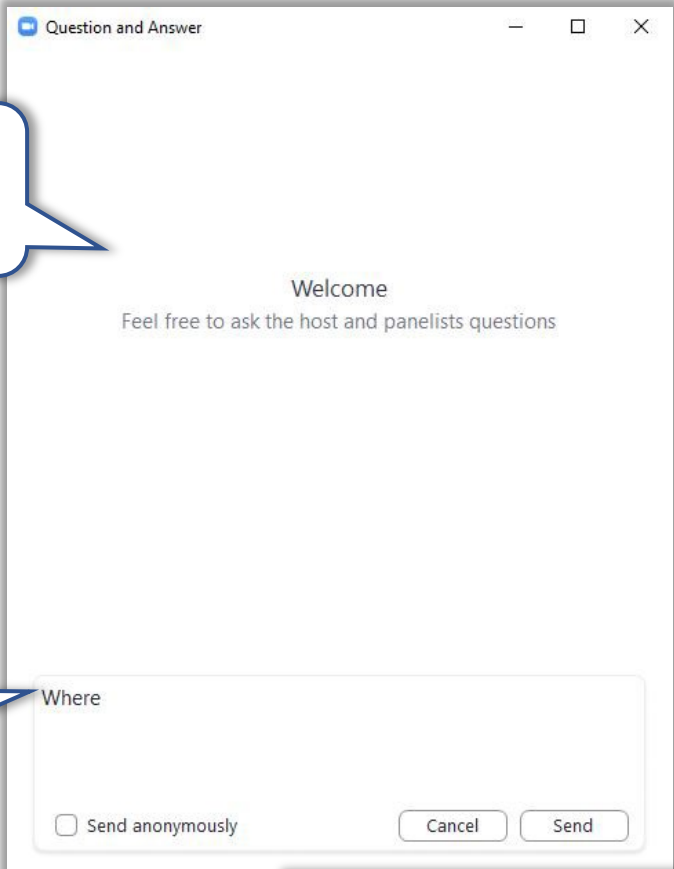 Question and Answer
Welcome
Feel free to ask the host and panelists questions
Where
Send anonymously Cancel Send